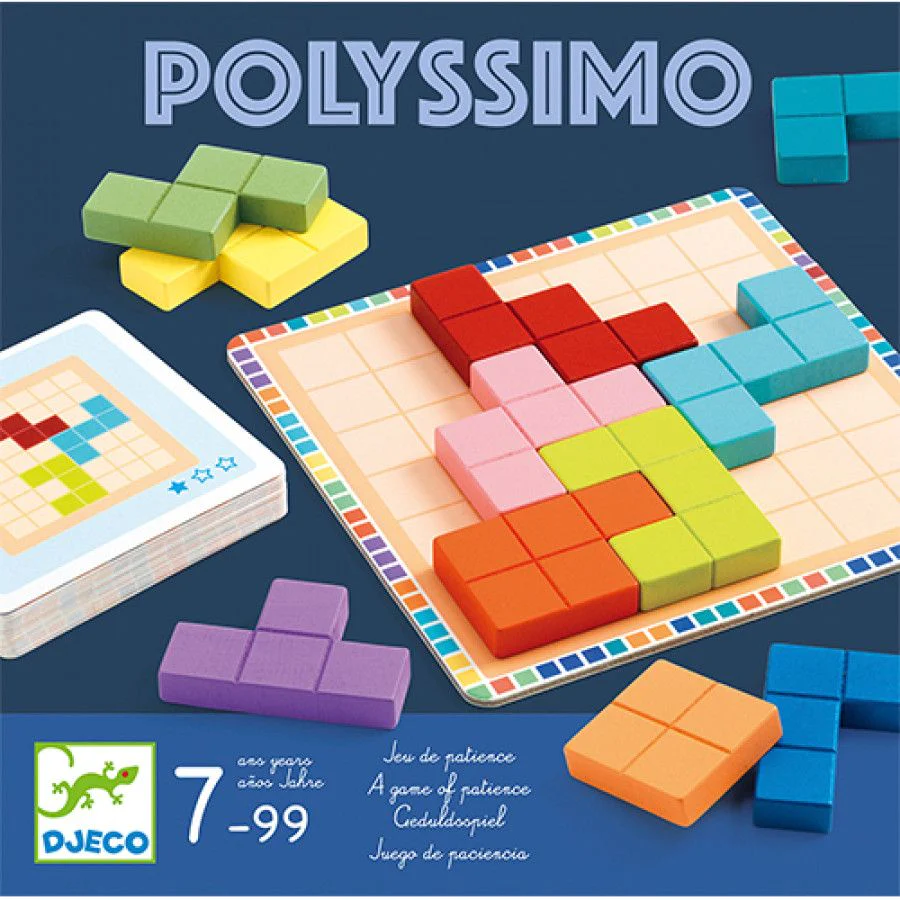 POLYSSIMO
7-99
ans years
años Jahre
Jeu de patience
A game of patience
Geduldsspiel
Juego de paciencia
DJECO